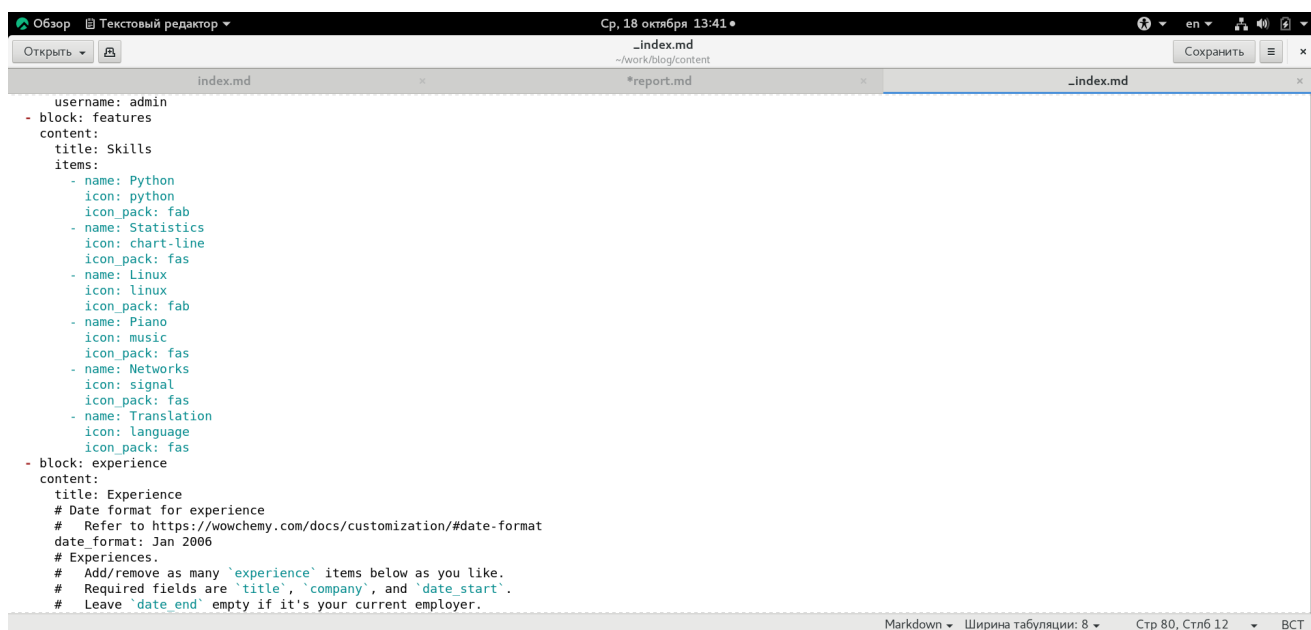 Обзор Текстовый редактор Ср, 18 октября 13:41 en
Открыть _index.md Сохранить
~/work/blog/content
index.md *report.md _index.md
username: admin
- block: features
content:
title: Skills
items:
- name: Python
icon: python
icon_pack: fab
- name: Statistics
icon: chart-line
icon_pack: fas
- name: Linux
icon: linux
icon_pack: fab
- name: Piano
icon: music
icon_pack: fas
- name: Networks
icon: signal
icon_pack: fas
- name: Translation
icon: language
icon_pack: fas
- block: experience
content:
title: Experience
# Date format for experience
#   Refer to https://wowchemy.com/docs/customization/#date-format
date_format: Jan 2006
# Experiences.
#   Add/remove as many `experience` items below as you like.
#   Required fields are `title`, `company`, and `date_start`.
#   Leave `date_end` empty if it's your current employer.
Markdown Ширина табуляции: 8 Стр 80, Стлб 12 ВСТ